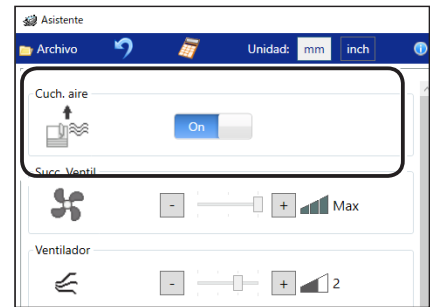 Asistente
Archivo Unidad: mm inch
Cuch. aire
On
Succ. Ventil
- + Max
Ventilador
- + 2